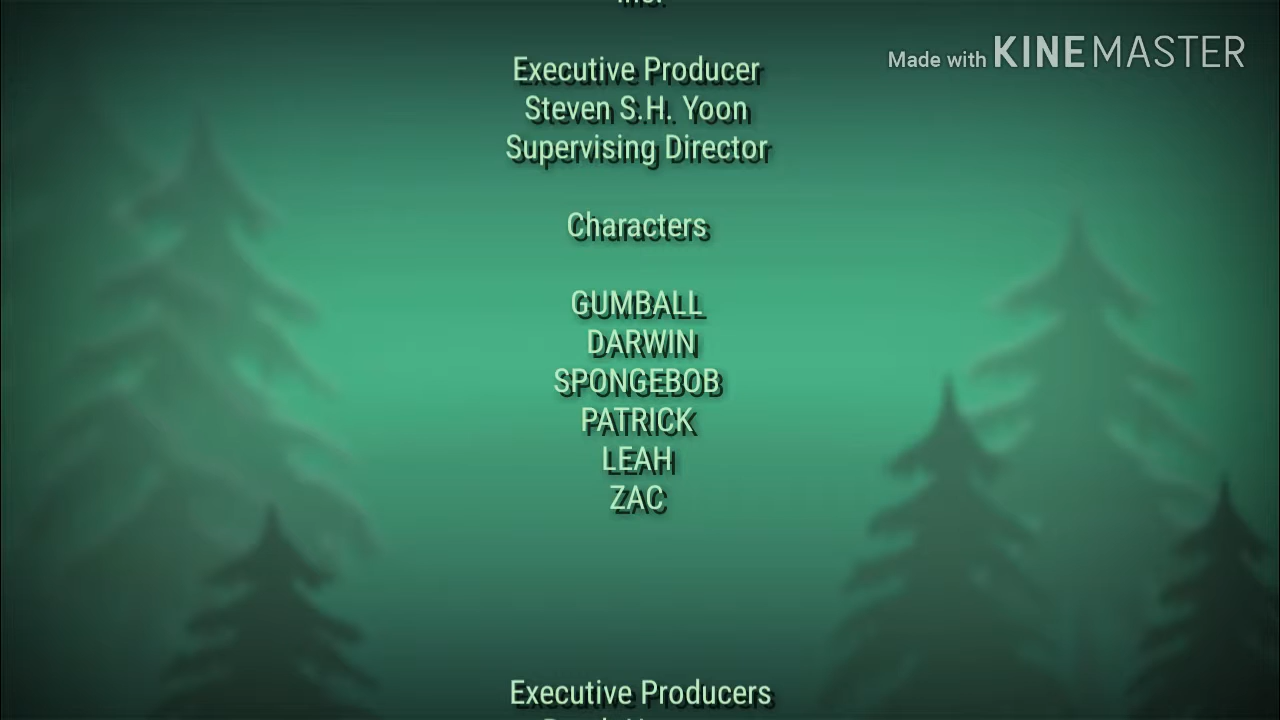 Made with KINEMASTER
Executive Producer
Steven S.H. Yoon
Supervising Director
Characters
GUMBALL
DARWIN
SPONGEBOB
PATRICK
LEAH
ZAC
Executive Producers